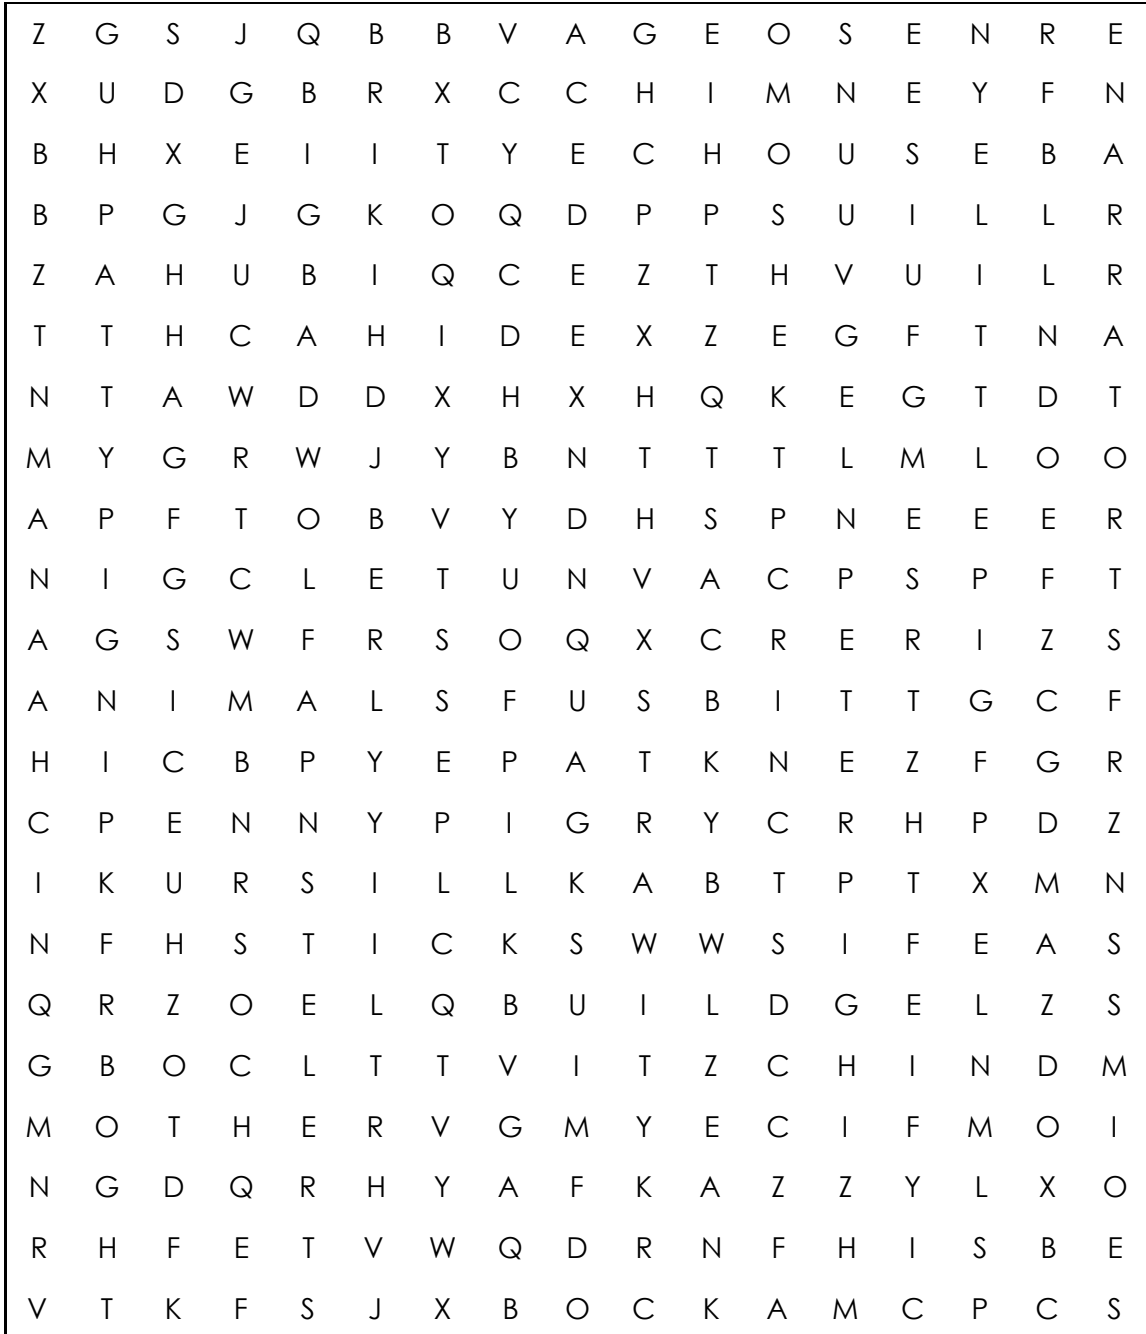 Z G S J Q B B V A G E O S E N R E
X U D G B R X C C H I M N E Y F N
B H X E I I T Y E C H O U S E B A
B P G J G K O Q D P P S U I L L R
Z A H U B I Q C E Z T H V U I L R
T T H C A H I D E X Z E G F T N A
N T A W D D X H X H Q K E G T D T
M Y G R W J Y B N T T T L M L O O
A P F T O B V Y D H S P N E E E R
N I G C L E T U N V A C P S P F T
A G S W F R S O Q X C R E R I Z S
A N I M A L S F U S B I T T G C F
H I C B P Y E P A T K N E Z F G R
C P E N N Y P I G R Y C R H P D Z
I K U R S I L L K A B T P T X M N
N F H S T I C K S W W S I F E A S
Q R Z O E L Q B U I L D G E L Z S
G B O C L T T V I T Z C H I N D M
M O T H E R V G M Y E C I F M O I
N G D Q R H Y A F K A Z Z Y L X O
R H F E T V W Q D R N F H I S B E
V T K F S J X B O C K A M C P C S